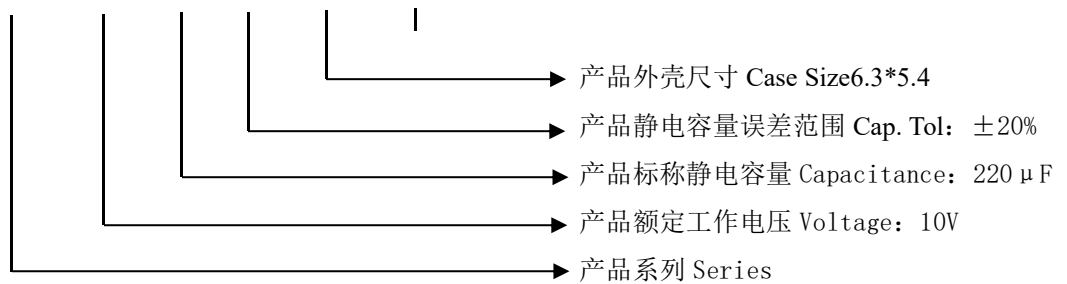 产品外壳尺寸 Case Size6.3*5.4
产品静电容量误差范围 Cap. Tol：±20%
产品标称静电容量 Capacitance：220μF
产品额定工作电压 Voltage：10V
产品系列 Series